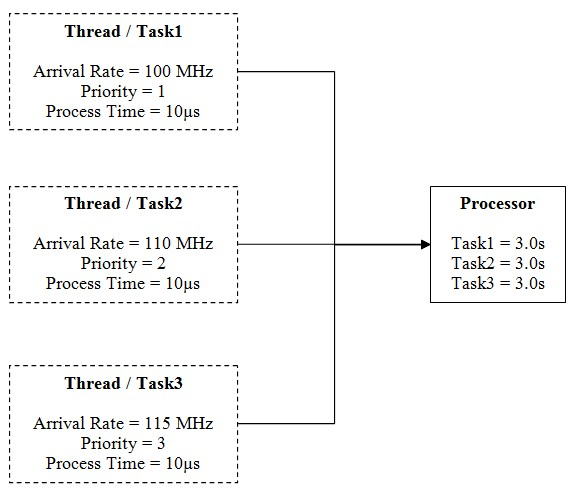 Thread / Task1
Arrival Rate = 100 MHz
Priority = 1
Process Time = 10μs
Thread / Task2
Arrival Rate = 110 MHz
Priority = 2
Process Time = 10μs
Processor
Task1 = 3.0s
Task2 = 3.0s
Task3 = 3.0s
Thread / Task3
Arrival Rate = 115 MHz
Priority = 3
Process Time = 10μs